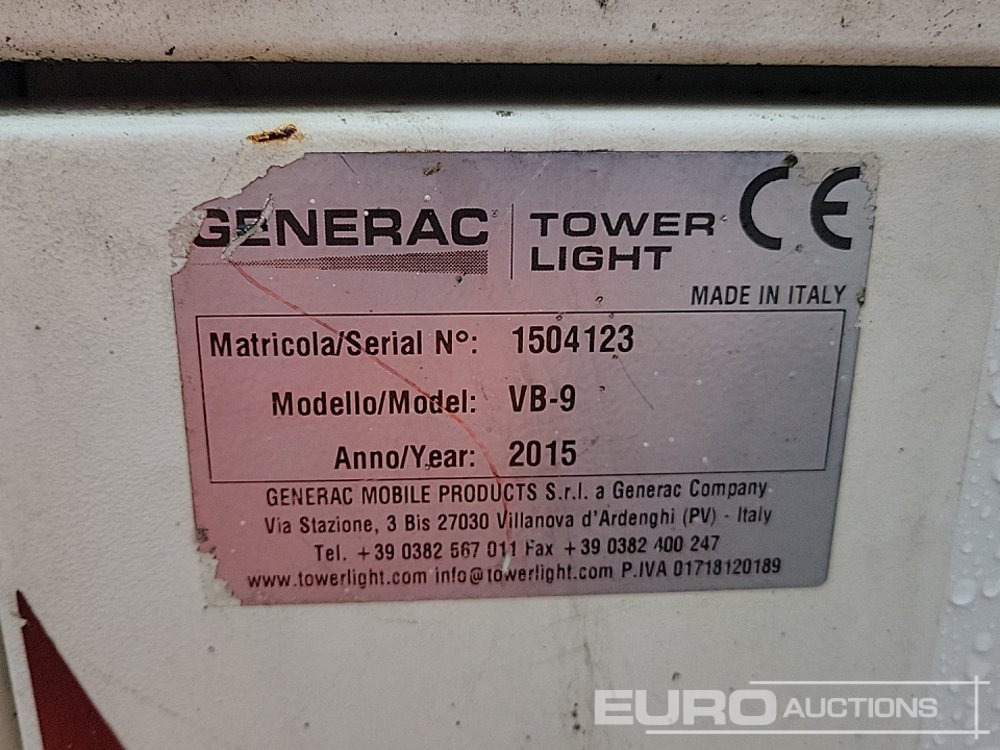 GENERAC
TOWER
LIGHT
CE
MADE IN ITALY
Matricola/Serial N°: 1504123
Modello/Model: VB-9
Anno/Year: 2015
GENERAC MOBILE PRODUCTS S.r.l. a Generac Company
Via Stazione, 3 Bis 27030 Villanova d'Ardenghi (PV) - Italy
Tel. +39 0382 567 011 Fax +39 0382 400 247
www.towerlight.com info@towerlight.com P.IVA 01718120189
EURO AUCTIONS